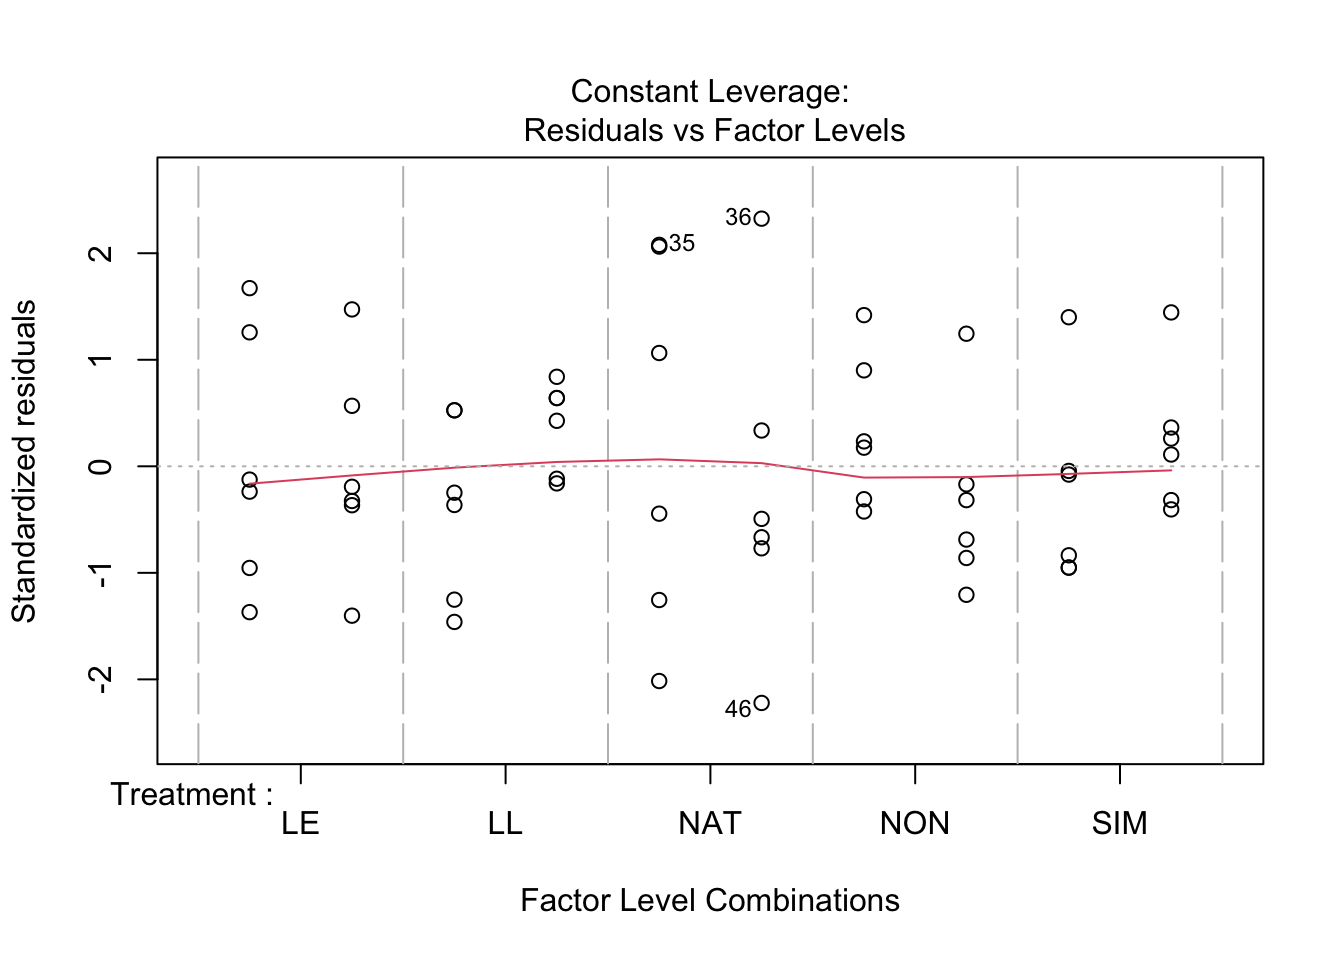 Constant Leverage:
Residuals vs Factor Levels
Standardized residuals
2
1
0
-1
-2
36
35
46
Treatment :
LE LL NAT NON SIM
Factor Level Combinations